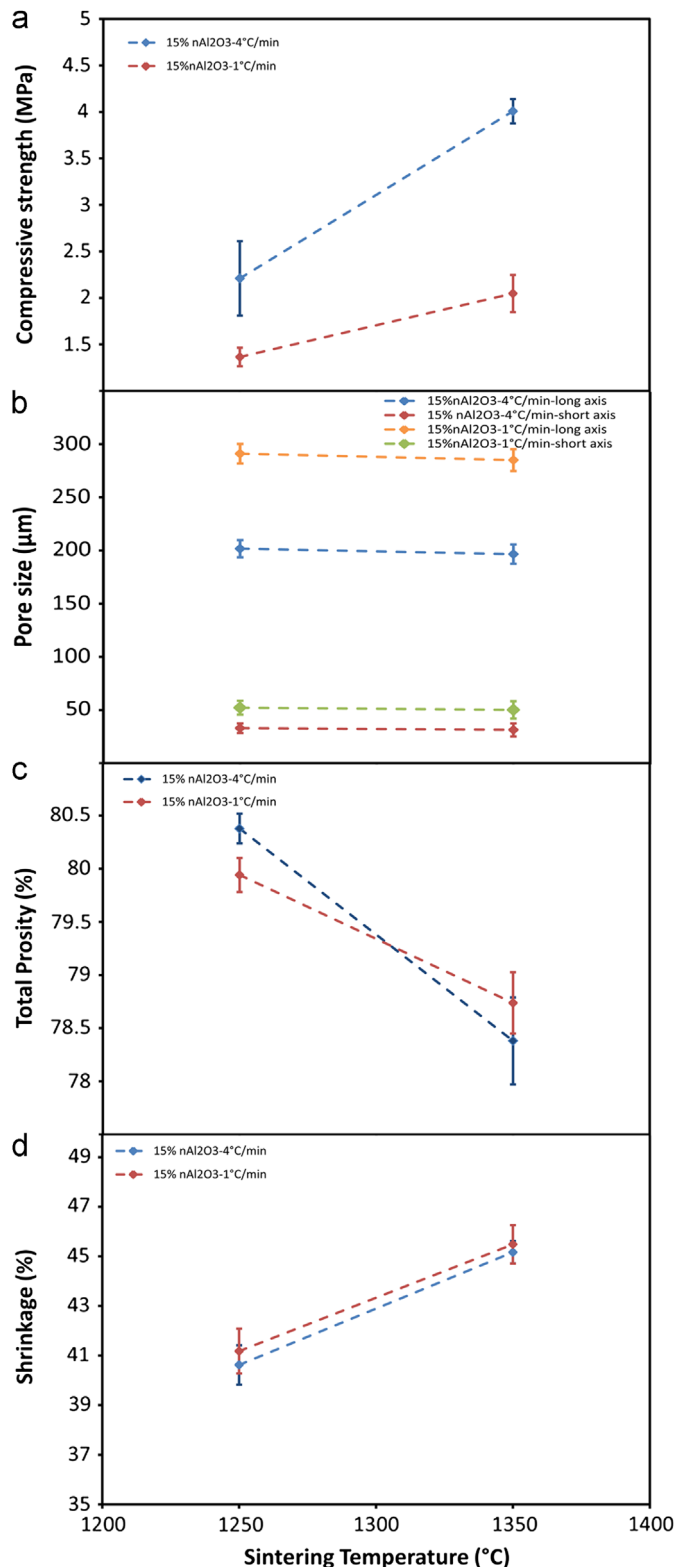 a
5
4.5
4
3.5
3
2.5
2
1.5
Compressive strength (MPa)
15% nAl2O3-4°C/min
15%nAl2O3-1°C/min
b
300
250
200
150
100
50
Pore size (µm)
15%nAl2O3-4°C/min-long axis
15% nAl2O3-4°C/min-short axis
15%nAl2O3-1°C/min-long axis
15%nAl2O3-1°C/min-short axis
c
80.5
80
79.5
79
78.5
78
Total Prosity (%)
15% nAl2O3-4°C/min
15% nAl2O3-1°C/min
d
49
47
45
43
41
39
37
35
Shrinkage (%)
15% nAl2O3-4°C/min
15% nAl2O3-1°C/min
1200 1250 1300 1350 1400
Sintering Temperature (°C)